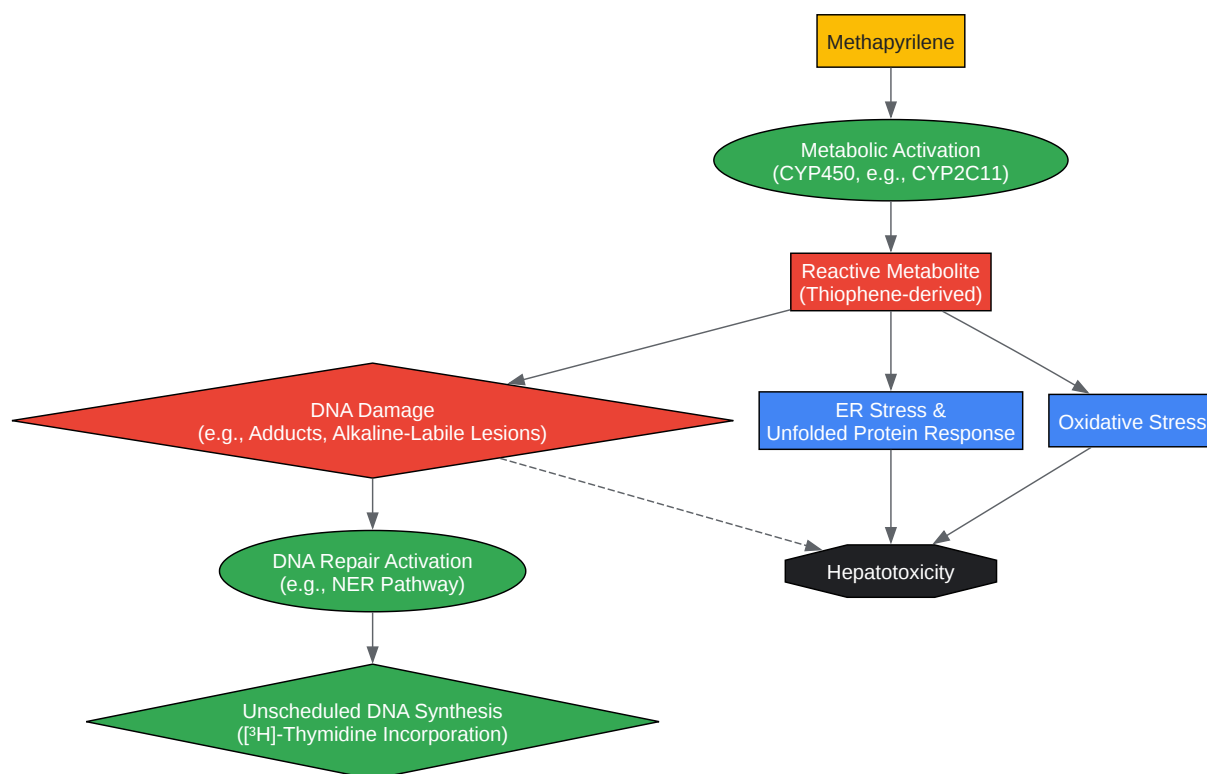 Methapyrilene
Metabolic Activation
(CYP450, e.g., CYP2C11)
Reactive Metabolite
(Thiophene-derived)
DNA Damage
(e.g., Adducts, Alkaline-Labile Lesions)
ER Stress &
Unfolded Protein Response
Oxidative Stress
DNA Repair Activation
(e.g., NER Pathway)
Hepatotoxicity
Unscheduled DNA Synthesis
([³H]-Thymidine Incorporation)